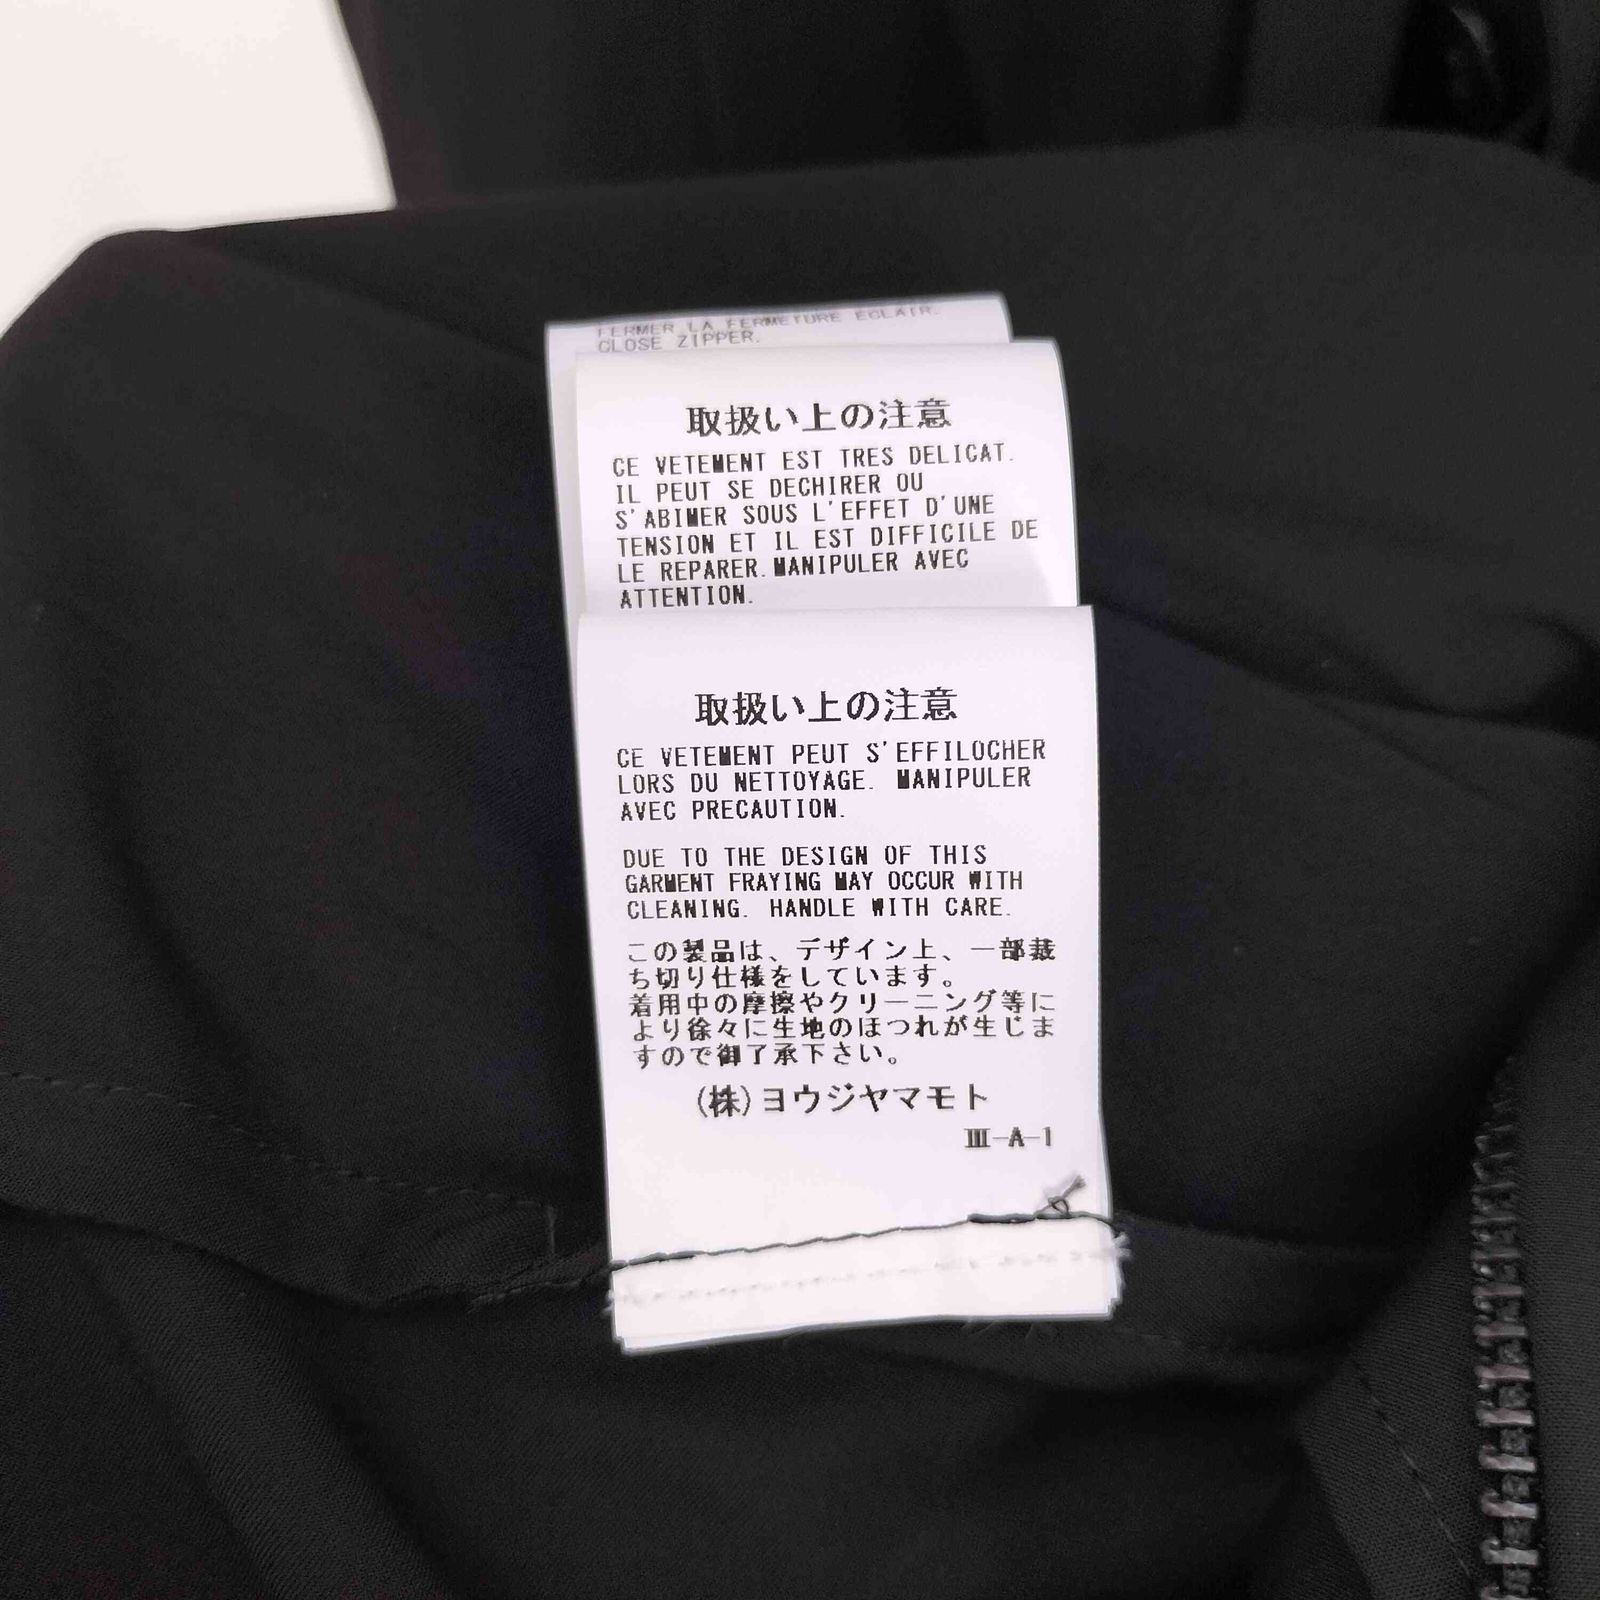 FERMER LA FERMETURE ECLAIR.
CLOSE ZIPPER.
取扱い上の注意
CE VETEMENT EST TRES DELICAT.
IL PEUT SE DECHIRER OU
S'ABIMER SOUS L'EFFET D'UNE
TENSION ET IL EST DIFFICILE DE
LE REPARER.MANIPULER AVEC
ATTENTION.
取扱い上の注意
CE VETEMENT PEUT S'EFFILOCHER
LORS DU NETTOYAGE. MANIPULER
AVEC PRECAUTION.
DUE TO THE DESIGN OF THIS
GARMENT FRAYING MAY OCCUR WITH
CLEANING. HANDLE WITH CARE.
この製品は、デザイン上、一部裁
ち切り仕様をしています。
着用中の摩擦やクリーニング等に
より徐々に生地のほつれが生じま
すので御了承下さい。
(株)ヨウジヤマモト
Ⅲ-A-1